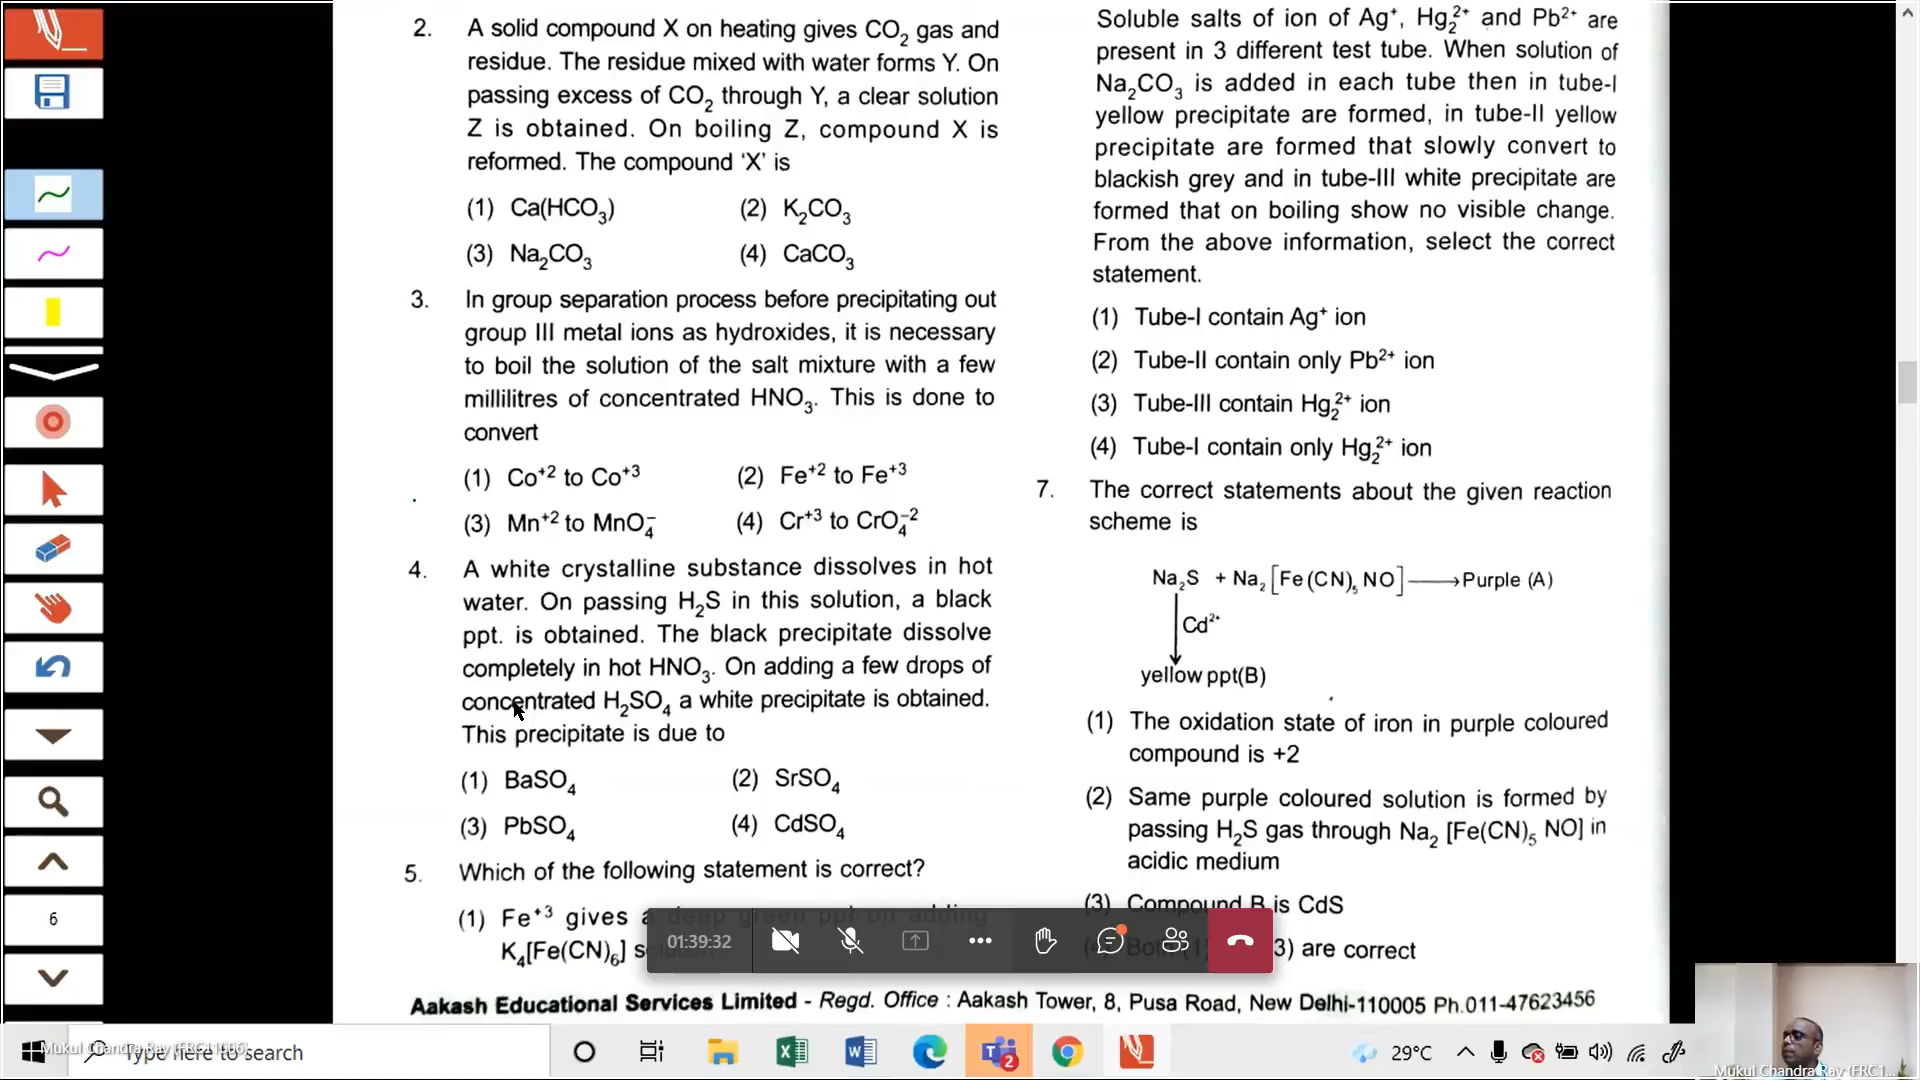 2. A solid compound X on heating gives CO₂ gas and
residue. The residue mixed with water forms Y. On
passing excess of CO₂ through Y, a clear solution
Z is obtained. On boiling Z, compound X is
reformed. The compound ‘X’ is
(1) Ca(HCO₃) (2) K₂CO₃
(3) Na₂CO₃ (4) CaCO₃
3. In group separation process before precipitating out
group III metal ions as hydroxides, it is necessary
to boil the solution of the salt mixture with a few
millilitres of concentrated HNO₃. This is done to
convert
(1) Co⁺² to Co⁺³ (2) Fe⁺² to Fe⁺³
(3) Mn⁺² to MnO₄⁻ (4) Cr⁺³ to CrO₄⁻²
4. A white crystalline substance dissolves in hot
water. On passing H₂S in this solution, a black
ppt. is obtained. The black precipitate dissolve
completely in hot HNO₃. On adding a few drops of
concentrated H₂SO₄ a white precipitate is obtained.
This precipitate is due to
(1) BaSO₄ (2) SrSO₄
(3) PbSO₄ (4) CdSO₄
5. Which of the following statement is correct?
(1) Fe⁺³ gives a deep green ppt on adding
K₄[Fe(CN)₆] solution
Soluble salts of ion of Ag⁺, Hg₂²⁺ and Pb²⁺ are
present in 3 different test tube. When solution of
Na₂CO₃ is added in each tube then in tube-I
yellow precipitate are formed, in tube-II yellow
precipitate are formed that slowly convert to
blackish grey and in tube-III white precipitate are
formed that on boiling show no visible change.
From the above information, select the correct
statement.
(1) Tube-I contain Ag⁺ ion
(2) Tube-II contain only Pb²⁺ ion
(3) Tube-III contain Hg₂²⁺ ion
(4) Tube-I contain only Hg₂²⁺ ion
7. The correct statements about the given reaction
scheme is
Na₂S + Na₂[Fe(CN)₅NO] ⟶ Purple (A)
Cd²⁺
yellow ppt(B)
(1) The oxidation state of iron in purple coloured
compound is +2
(2) Same purple coloured solution is formed by
passing H₂S gas through Na₂ [Fe(CN)₅ NO] in
acidic medium
(3) Compound B is CdS
(4) Both (1) 3) are correct
Aakash Educational Services Limited - Regd. Office : Aakash Tower, 8, Pusa Road, New Delhi-110005 Ph.011-47623456
01:39:32
6
Type here to search
Mukul Chandra Ray
2
29°C
Mukul Chandra Ray (FRC1...